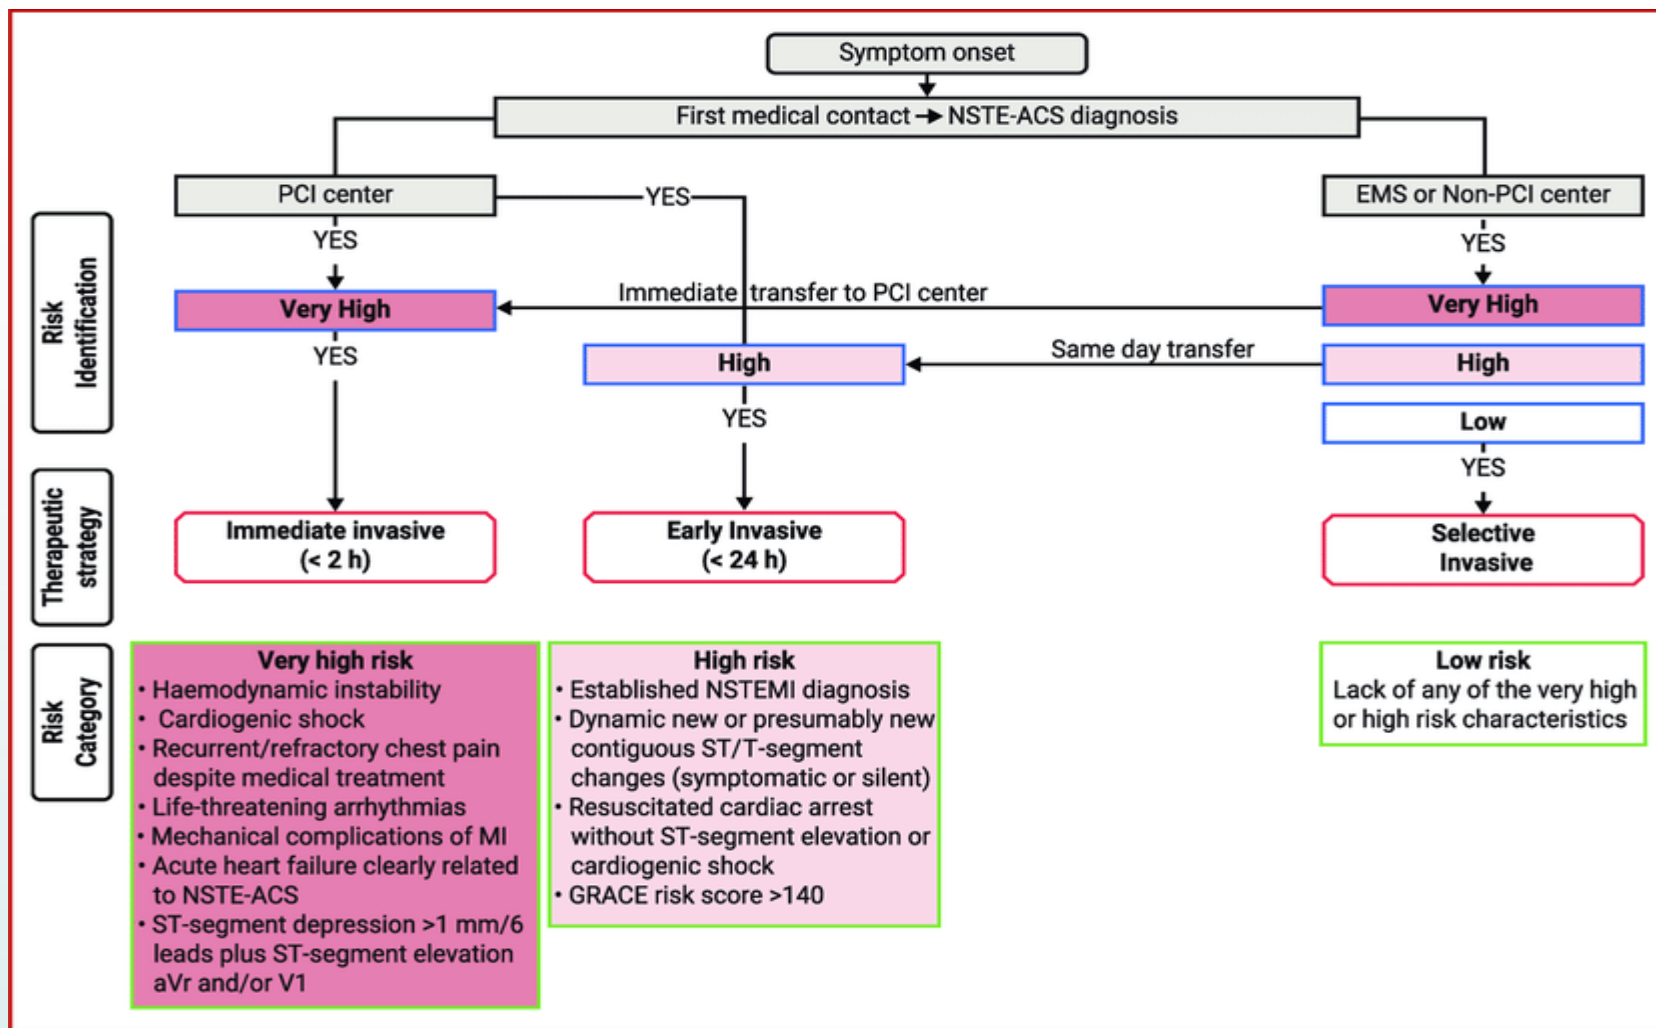 Symptom onset
First medical contact → NSTE-ACS diagnosis
PCI center
YES
EMS or Non-PCI center
YES
YES
Risk
Identification
Very High
Immediate transfer to PCI center
Very High
YES
High
Same day transfer
High
YES
Low
YES
Therapeutic
strategy
Immediate invasive
(< 2 h)
Early Invasive
(< 24 h)
Selective
Invasive
Risk
Category
Very high risk
• Haemodynamic instability
• Cardiogenic shock
• Recurrent/refractory chest pain
despite medical treatment
• Life-threatening arrhythmias
• Mechanical complications of MI
• Acute heart failure clearly related
to NSTE-ACS
• ST-segment depression >1 mm/6
leads plus ST-segment elevation
aVr and/or V1
High risk
• Established NSTEMI diagnosis
• Dynamic new or presumably new
contiguous ST/T-segment
changes (symptomatic or silent)
• Resuscitated cardiac arrest
without ST-segment elevation or
cardiogenic shock
• GRACE risk score >140
Low risk
Lack of any of the very high
or high risk characteristics